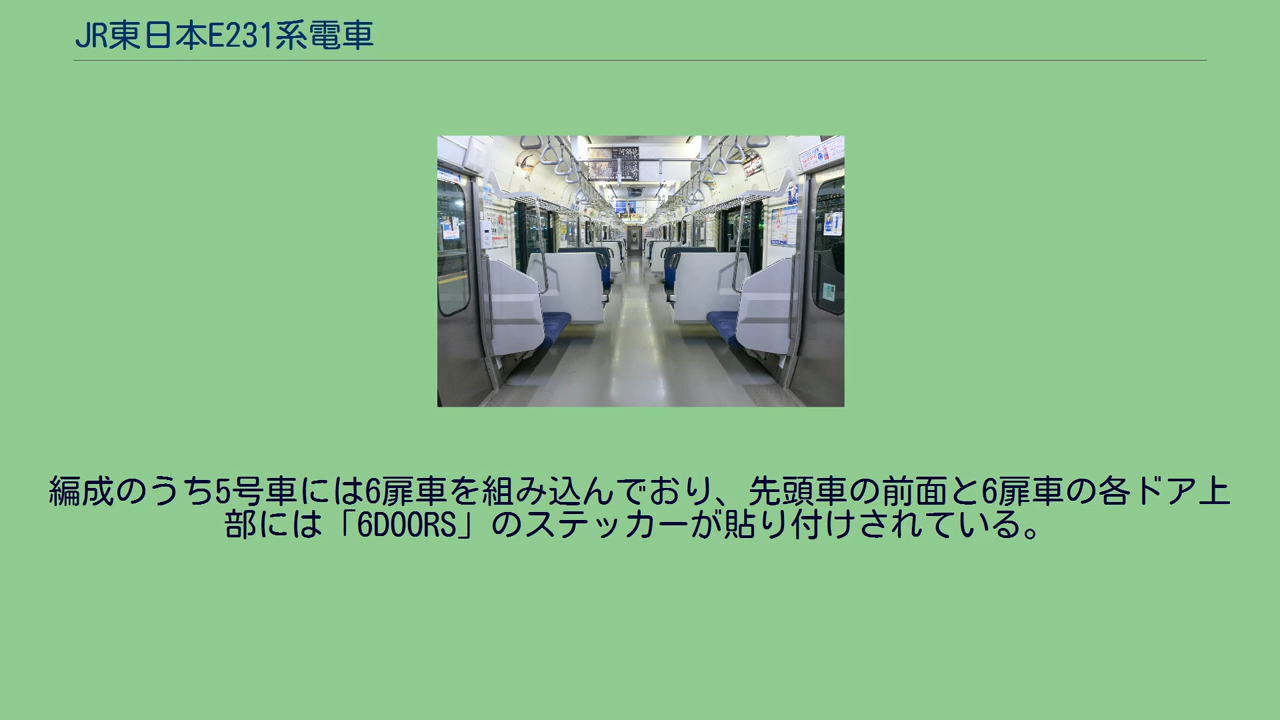 JR東日本E231系電車
編成のうち5号車には6扉車を組み込んでおり、先頭車の前面と6扉車の各ドア上
部には「6DOORS」のステッカーが貼り付けされている。